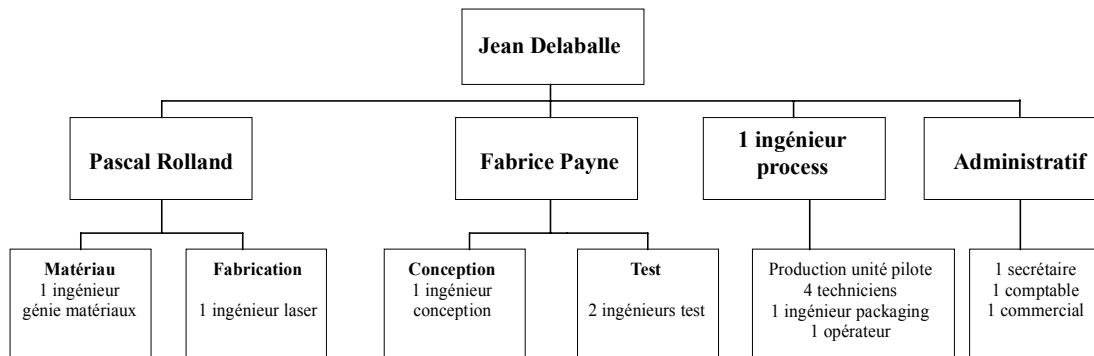 Jean Delaballe
Pascal Rolland
Fabrice Payne
1 ingénieur
process
Administratif
Matériau
1 ingénieur
génie matériaux
Fabrication
1 ingénieur laser
Conception
1 ingénieur
conception
Test
2 ingénieurs test
Production unité pilote
4 techniciens
1 ingénieur packaging
1 opérateur
1 secrétaire
1 comptable
1 commercial